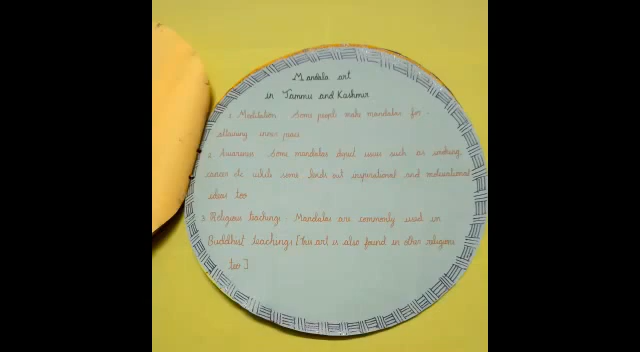 Mandala art
in Jammu and Kashmir
1. Meditation Some people make mandalas for
attaining inner peace
2. Awareness Some mandalas depict issues such as smoking,
cancer etc while some lends out inspirational and motivational
ideas too
3. Religious teachings. Mandalas are commonly used in
Buddhist teachings [This art is also found in other religions
too]